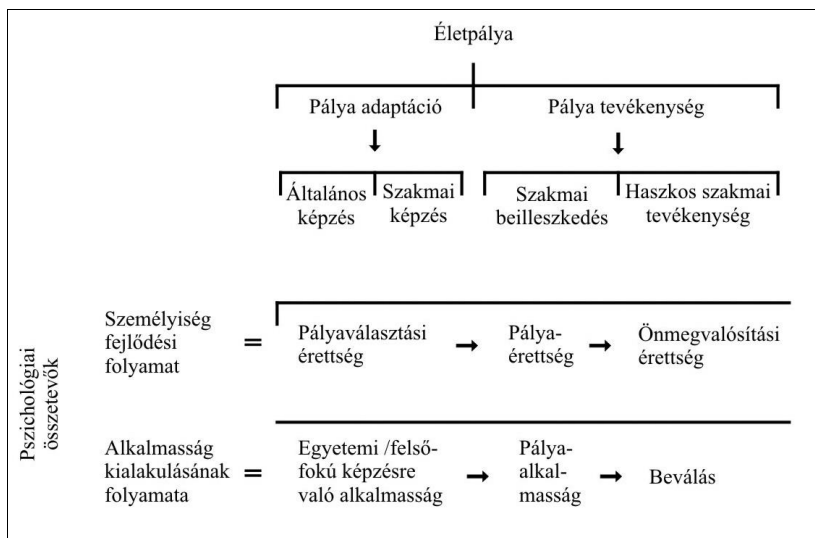 Életpálya
Pálya adaptáció
Pálya tevékenység
Általános
képzés
Szakmai
képzés
Szakmai
beilleszkedés
Haszkos szakmai
tevékenység
Pszichológiai
összetevők
Személyiség
fejlődési
folyamat
=
Pályaválasztási
érettség
Pálya-
érettség
Önmegvalósítási
érettség
Alkalmasság
kialakulásának
folyamata
=
Egyetemi /felső-
fokú képzésre
való alkalmasság
Pálya-
alkal-
masság
Beválás